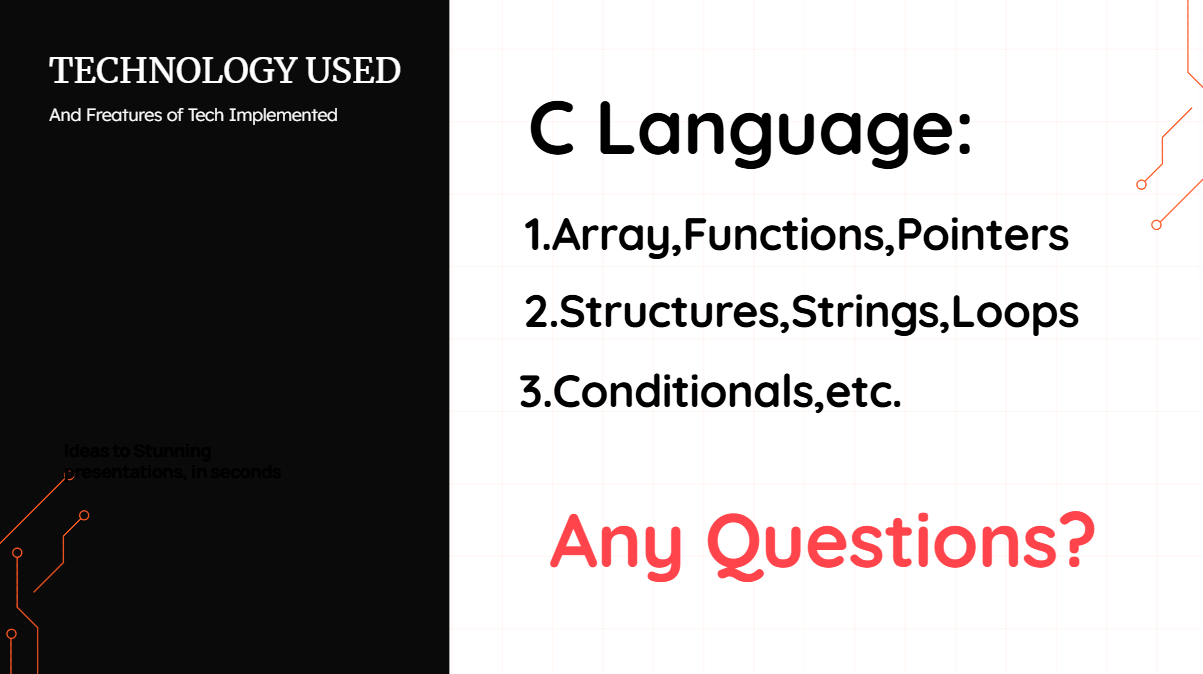 TECHNOLOGY USED
And Freatures of Tech Implemented
Ideas to Stunning
presentations, in seconds
C Language:
1.Array,Functions,Pointers
2.Structures,Strings,Loops
3.Conditionals,etc.
Any Questions?